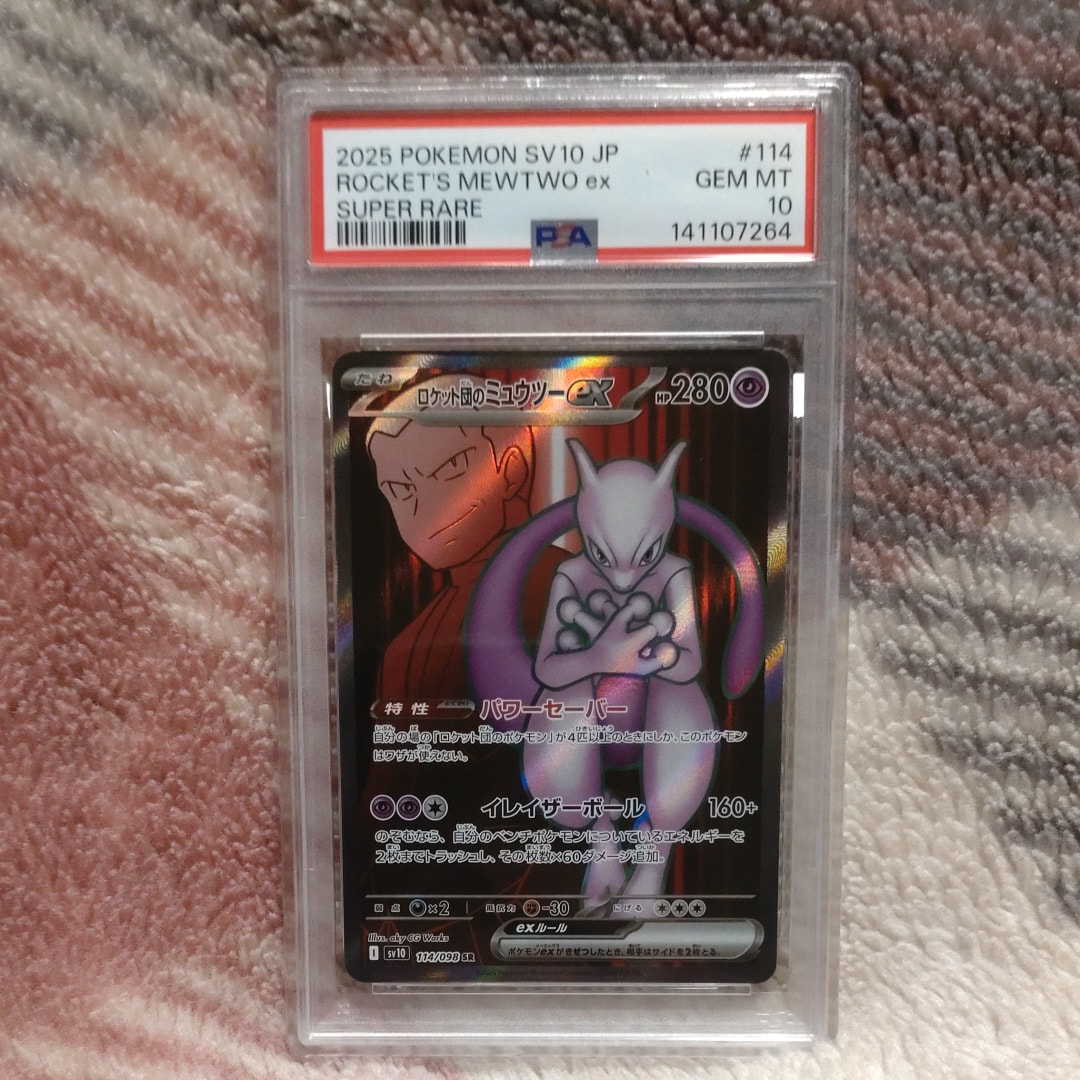 2025 POKEMON SV10 JP #114
ROCKET'S MEWTWO ex GEM MT
SUPER RARE 10
PSA 141107264
たね ロケット団のミュウツーex HP280
特性 パワーセーバー
自分の場の「ロケット団のポケモン」が4匹以上のときにしか、このポケモン
はワザが使えない。
イレイザーボール 160+
のぞむなら、自分のベンチポケモンについているエネルギーを
2枚までトラッシュし、その枚数×60ダメージ追加。
弱点 ×2 抵抗力 -30 にげる
exルール
ポケモンexがきぜつしたとき、相手はサイドを2枚とる。
Illus. aky CG Works
I sv10 114/098 SR